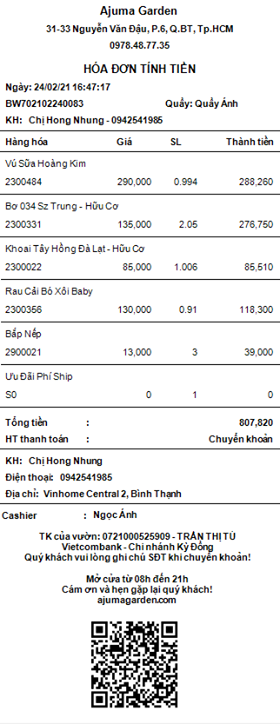 Ajuma Garden
31-33 Nguyễn Văn Đậu, P.6, Q.BT, Tp.HCM
0978.48.77.35
HÓA ĐƠN TÍNH TIỀN
Ngày: 24/02/21 16:47:17
BW702102240083 Quầy: Quầy Ánh
KH: Chị Hong Nhung - 0942541985
Hàng hóa Giá SL Thành tiền
Vú Sữa Hoàng Kim
2300484 290,000 0.994 288,260
Bơ 034 Sz Trung - Hữu Cơ
2300331 135,000 2.05 276,750
Khoai Tây Hồng Đà Lạt - Hữu Cơ
2300022 85,000 1.006 85,510
Rau Cải Bó Xôi Baby
2300356 130,000 0.91 118,300
Bắp Nếp
2900021 13,000 3 39,000
Ưu Đãi Phí Ship
S0 0 1 0
Tổng tiền : 807,820
HT thanh toán : Chuyển khoản
KH: Chị Hong Nhung
Điện thoại: 0942541985
Địa chỉ: Vinhome Central 2, Bình Thạnh
Cashier : Ngọc Ánh
TK của vườn: 0721000525909 - TRẦN THỊ TÚ
Vietcombank - Chi nhánh Kỳ Đồng
Quý khách vui lòng ghi chú SĐT khi chuyển khoản!
Mở cửa từ 08h đến 21h
Cám ơn và hẹn gặp lại quý khách!
ajumagarden.com